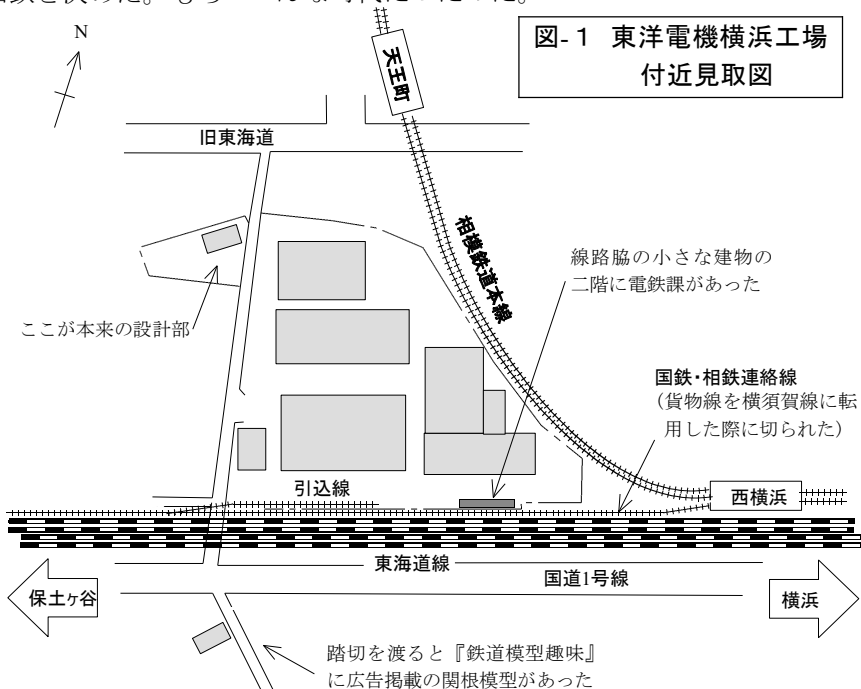 図-1 東洋電機横浜工場
付近見取図
N
天王町
旧東海道
相模鉄道本線
線路脇の小さな建物の
二階に電鉄課があった
ここが本来の設計部
国鉄・相鉄連絡線
(貨物線を横須賀線に転
用した際に切られた)
引込線
西横浜
東海道線
国道1号線
保土ヶ谷
横浜
踏切を渡ると『鉄道模型趣味』
に広告掲載の関根模型があった